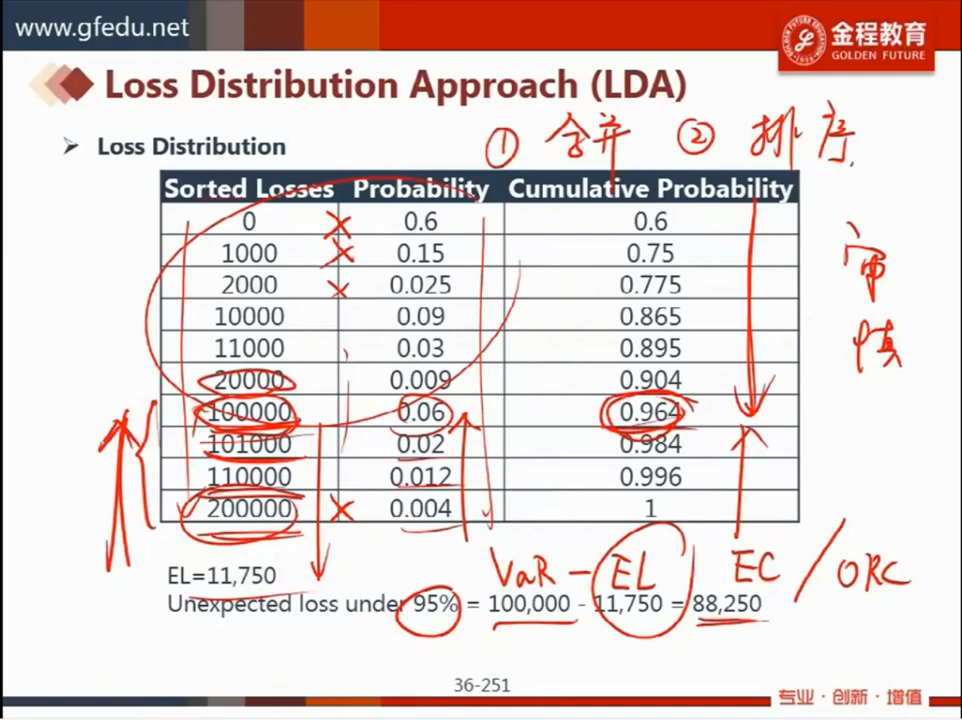 www.gfedu.net
金程教育
GOLDEN FUTURE
Loss Distribution Approach (LDA)
Loss Distribution
① 合并 ② 排序
Sorted Losses Probability Cumulative Probability
0 0.6 0.6
1000 0.15 0.75
2000 0.025 0.775
10000 0.09 0.865
11000 0.03 0.895
20000 0.009 0.904
100000 0.06 0.964
101000 0.02 0.984
110000 0.012 0.996
200000 0.004 1
审
慎
EL=11,750
VaR - EL EC / ORC
Unexpected loss under 95% = 100,000 - 11,750 = 88,250
36-251
专业·创新·增值